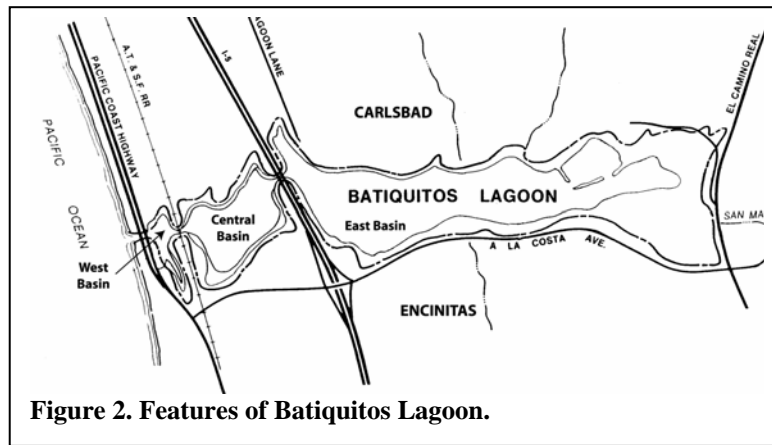 PACIFIC
OCEAN
PACIFIC COAST HIGHWAY
A.T. & S.F. RR
I-5
LAGOON LANE
CARLSBAD
EL CAMINO REAL
BATIQUITOS LAGOON
Central
Basin
East Basin
West
Basin
A LA COSTA AVE.
SAN MA
ENCINITAS
Figure 2. Features of Batiquitos Lagoon.